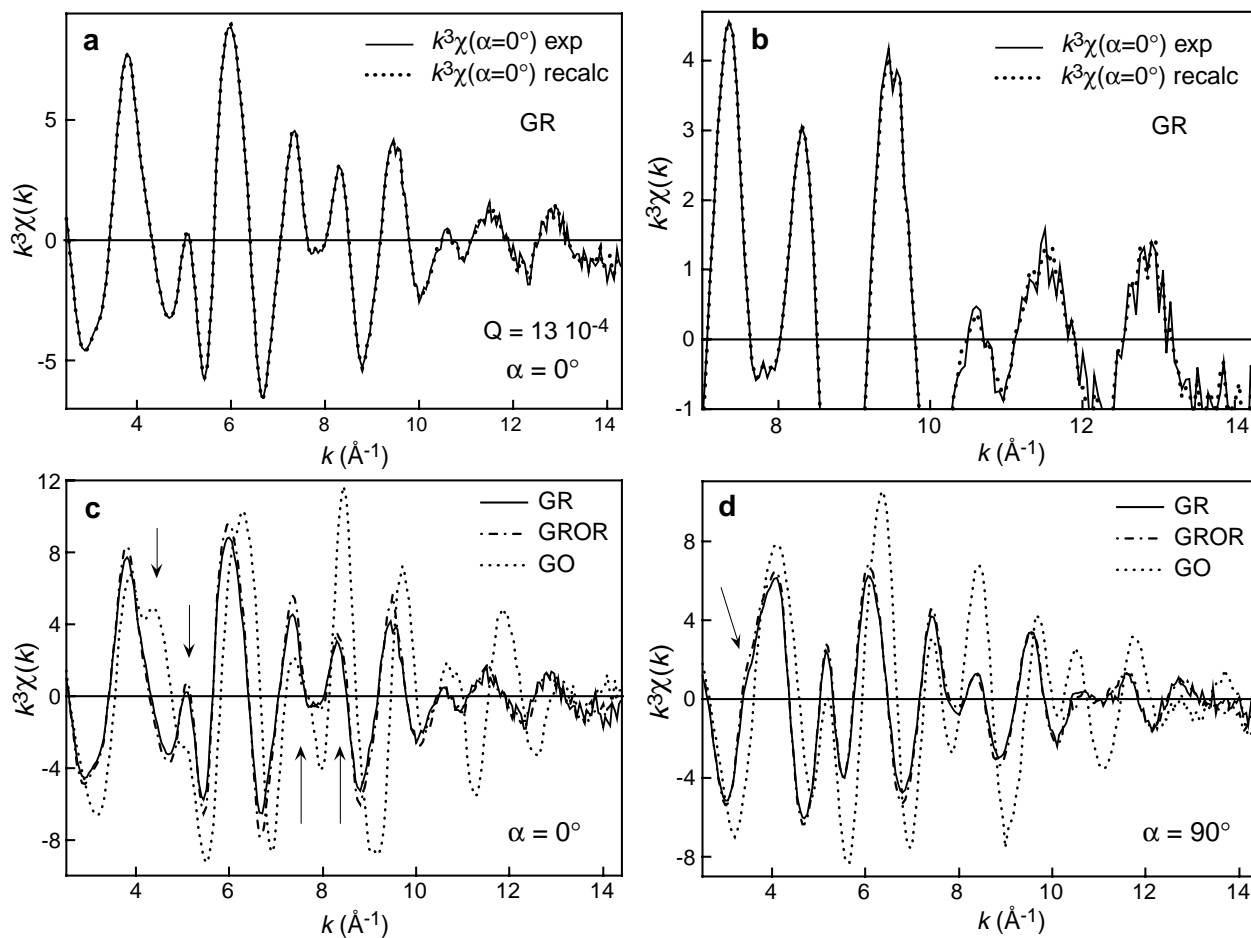 a
k³χ(α=0°) exp
k³χ(α=0°) recalc
GR
Q = 13 10⁻⁴
α = 0°
k³χ(k)
5
0
-5
4 6 8 10 12 14
k (Å⁻¹)
b
k³χ(α=0°) exp
k³χ(α=0°) recalc
GR
k³χ(k)
4
3
2
1
0
-1
8 10 12 14
k (Å⁻¹)
c
GR
GROR
GO
α = 0°
k³χ(k)
12
8
4
0
-4
-8
4 6 8 10 12 14
k (Å⁻¹)
d
GR
GROR
GO
α = 90°
k³χ(k)
8
4
0
-4
-8
4 6 8 10 12 14
k (Å⁻¹)